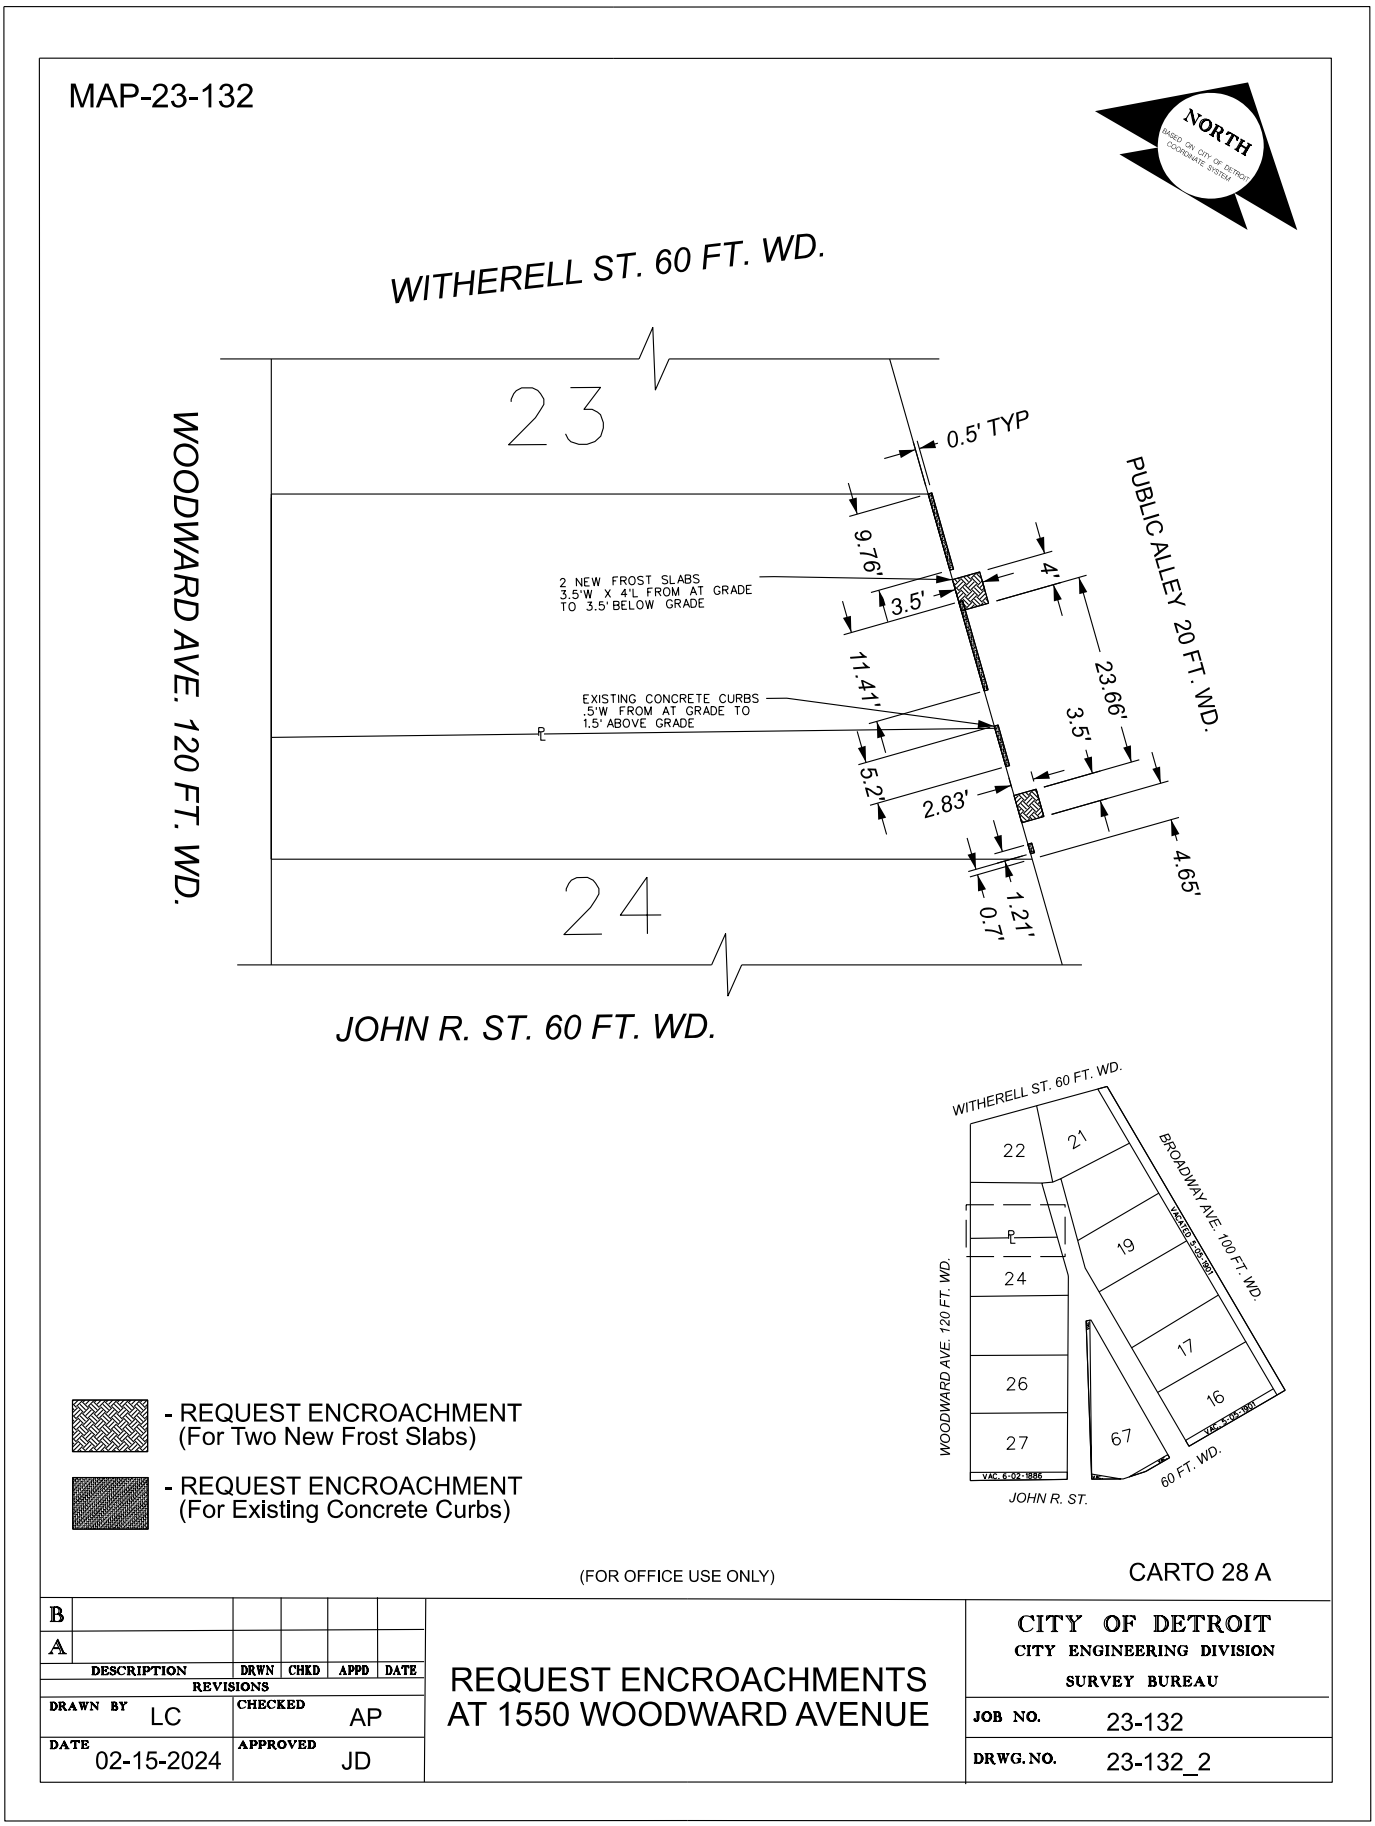 MAP-23-132
NORTH
BASED ON CITY OF DETROIT
COORDINATE SYSTEM
WITHERELL ST. 60 FT. WD.
23
0.5' TYP
WOODWARD AVE. 120 FT. WD.
PUBLIC ALLEY 20 FT. WD.
9.76'
4'
2 NEW FROST SLABS
3.5'W X 4'L FROM AT GRADE
TO 3.5' BELOW GRADE
3.5'
11.41'
23.66'
EXISTING CONCRETE CURBS
.5'W FROM AT GRADE TO
1.5' ABOVE GRADE
3.5'
PL
5.2'
2.83'
4.65'
24
1.21'
0.7'
JOHN R. ST. 60 FT. WD.
WITHERELL ST. 60 FT. WD.
22
21
BROADWAY AVE. 100 FT. WD.
VACATED 5-05-1901
PL
19
24
WOODWARD AVE. 120 FT. WD.
17
26
16
VAC. 5-05-1901
27
67
VAC. 6-02-1886
60 FT. WD.
JOHN R. ST.
- REQUEST ENCROACHMENT
(For Two New Frost Slabs)
- REQUEST ENCROACHMENT
(For Existing Concrete Curbs)
(FOR OFFICE USE ONLY)
CARTO 28 A
B
A
DESCRIPTION DRWN CHKD APPD DATE
REVISIONS
DRAWN BY LC CHECKED AP
DATE 02-15-2024 APPROVED JD
REQUEST ENCROACHMENTS
AT 1550 WOODWARD AVENUE
CITY OF DETROIT
CITY ENGINEERING DIVISION
SURVEY BUREAU
JOB NO. 23-132
DRWG. NO. 23-132_2